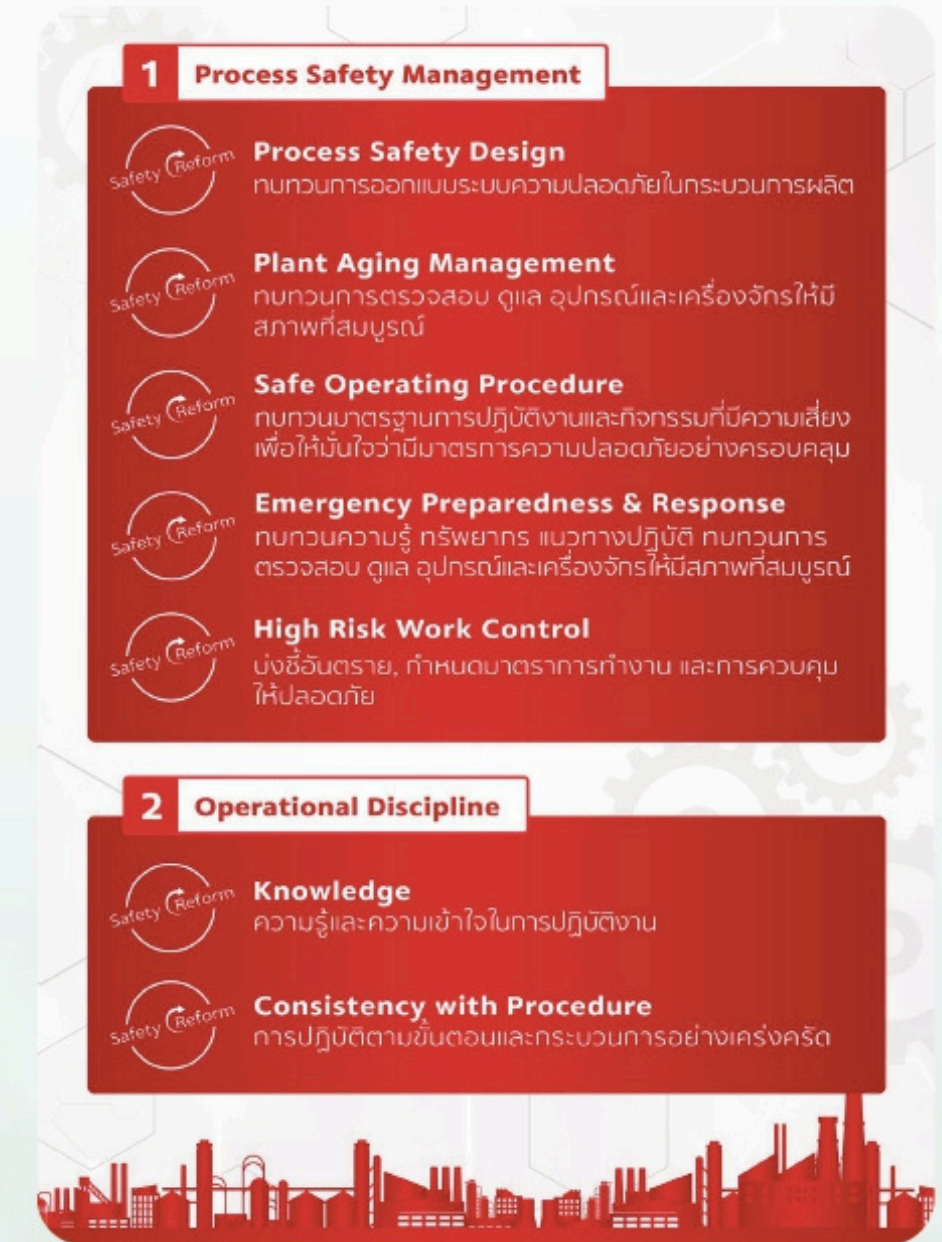 1 Process Safety Management
Safety Reform
Process Safety Design
ทบทวนการออกแบบระบบความปลอดภัยในกระบวนการผลิต
Safety Reform
Plant Aging Management
ทบทวนการตรวจสอบ ดูแล อุปกรณ์และเครื่องจักรให้มี
สภาพที่สมบูรณ์
Safety Reform
Safe Operating Procedure
ทบทวนมาตรฐานการปฏิบัติงานและกิจกรรมที่มีความเสี่ยง
เพื่อให้มั่นใจว่ามีมาตรการความปลอดภัยอย่างครอบคลุม
Safety Reform
Emergency Preparedness & Response
ทบทวนความรู้ ทรัพยากร แนวทางปฏิบัติ ทบทวนการ
ตรวจสอบ ดูแล อุปกรณ์และเครื่องจักรให้มีสภาพที่สมบูรณ์
Safety Reform
High Risk Work Control
บ่งชี้อันตราย, กำหนดมาตราการทำงาน และการควบคุม
ให้ปลอดภัย
2 Operational Discipline
Safety Reform
Knowledge
ความรู้และความเข้าใจในการปฏิบัติงาน
Safety Reform
Consistency with Procedure
การปฏิบัติตามขั้นตอนและกระบวนการอย่างเคร่งครัด